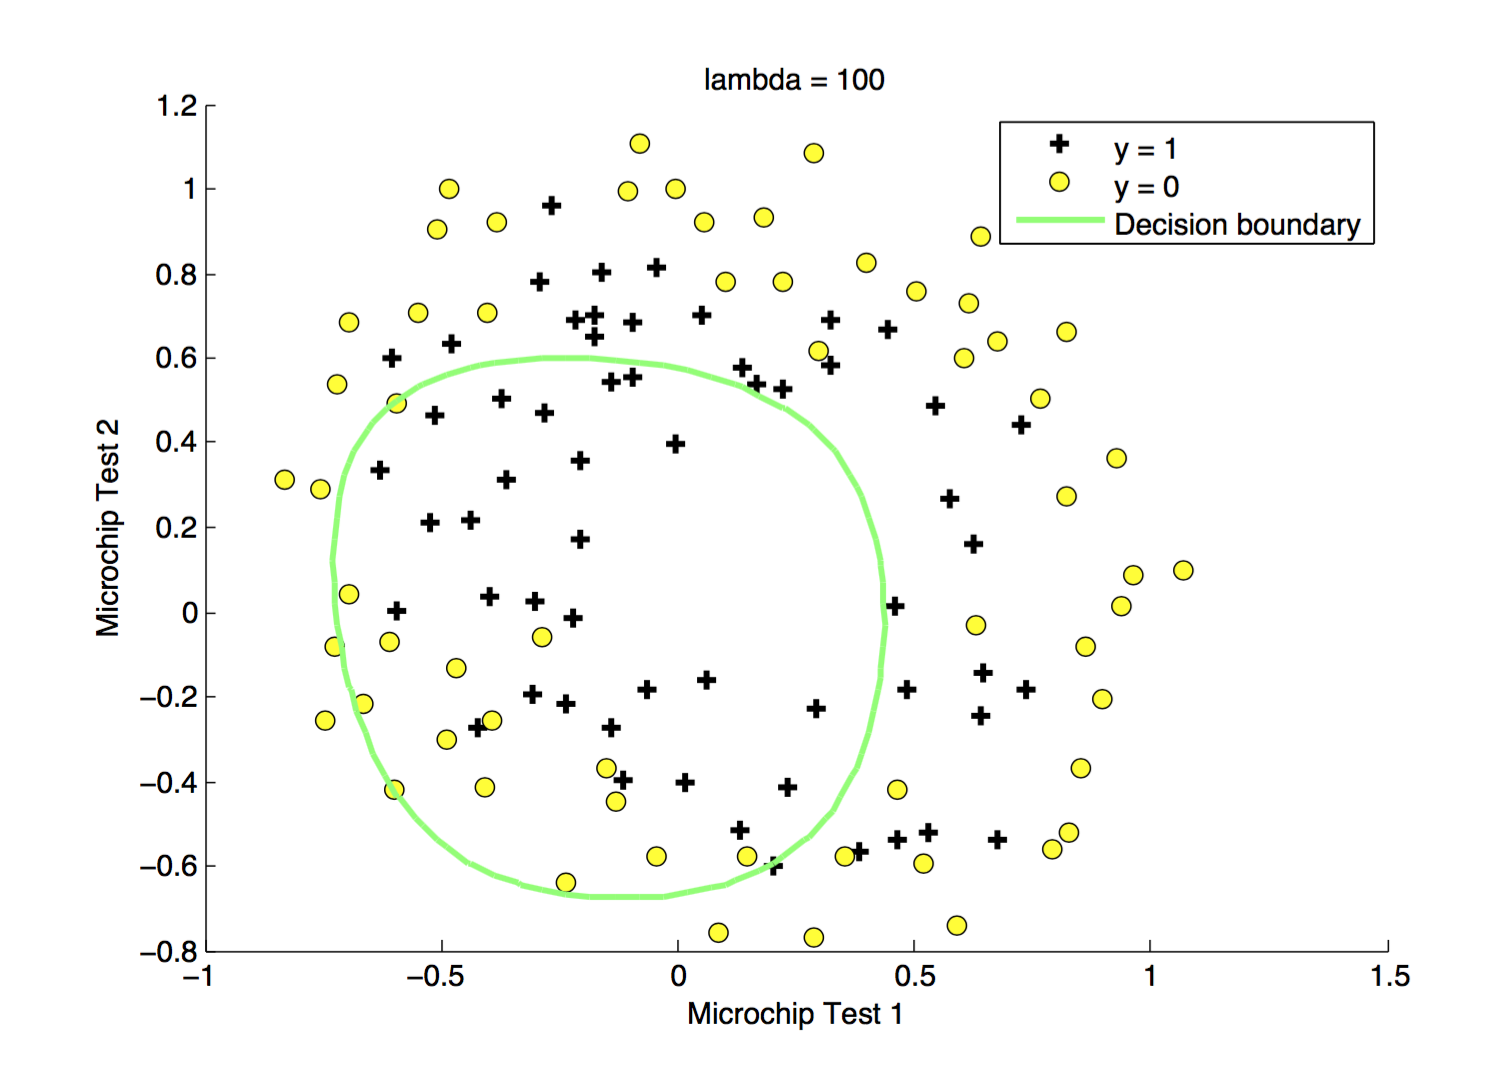 lambda = 100
y = 1
y = 0
Decision boundary
1.2
1
0.8
0.6
0.4
0.2
0
−0.2
−0.4
−0.6
−0.8
Microchip Test 2
−1 −0.5 0 0.5 1 1.5
Microchip Test 1